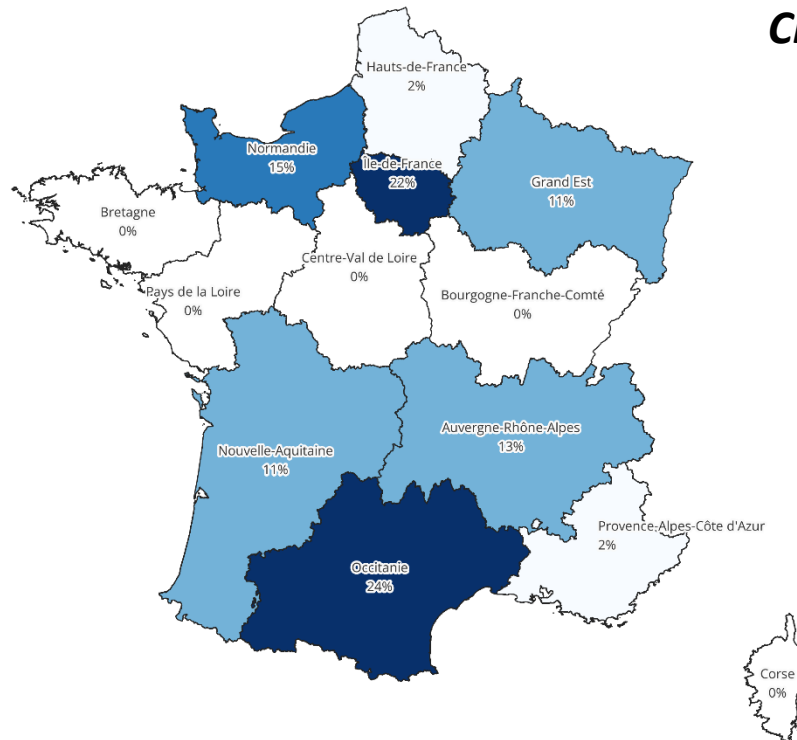 Hauts-de-France
2%
Normandie
15%
Île-de-France
22%
Grand Est
11%
Bretagne
0%
Centre-Val de Loire
0%
Pays de la Loire
0%
Bourgogne-Franche-Comté
0%
Auvergne-Rhône-Alpes
13%
Nouvelle-Aquitaine
11%
Provence-Alpes-Côte d'Azur
2%
Occitanie
24%
Corse
0%